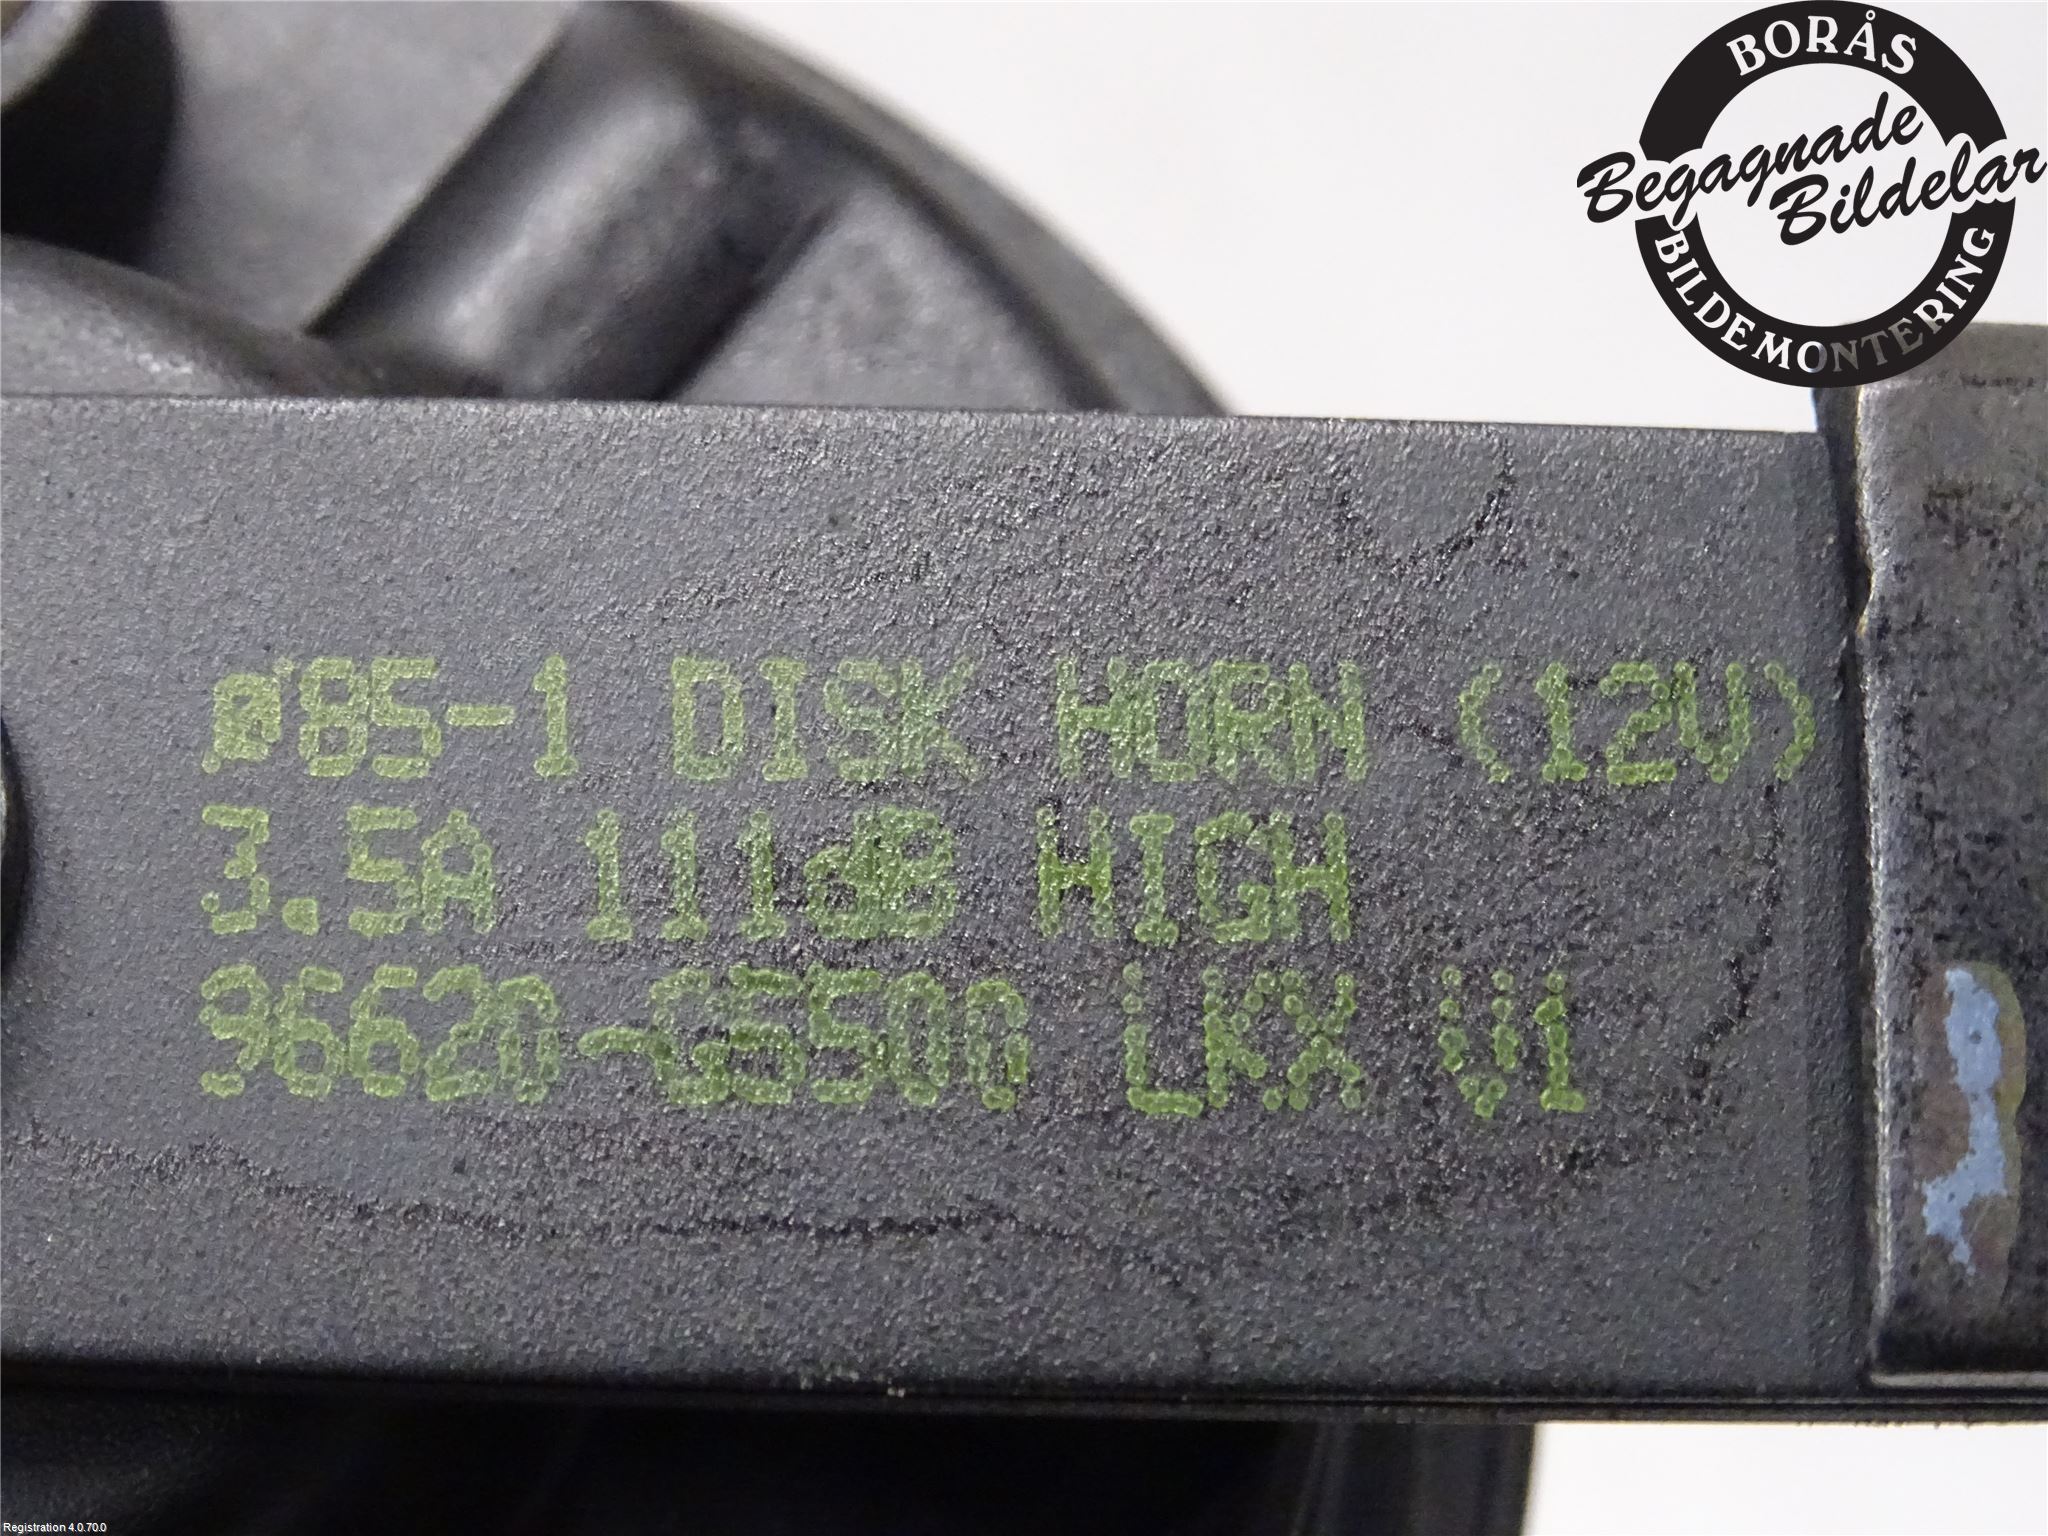 BORÅS
Begagnade
Bildelar
BILDEMONTERING
Ø85-1 DISK HORN (12V)
3.5A 111dB HIGH
96620-G5500 LKX V1
Registration 4.0.70.0